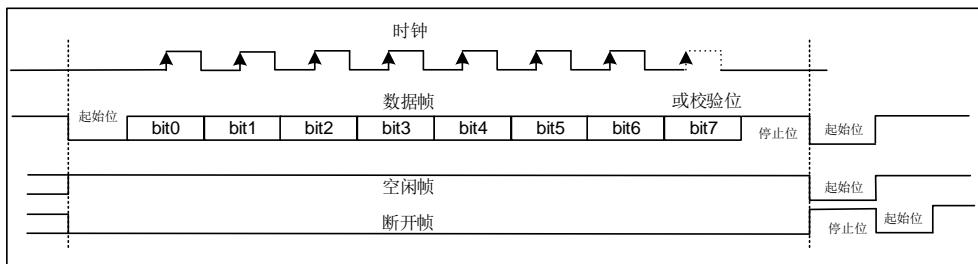 时钟
数据帧
或校验位
起始位 bit0 bit1 bit2 bit3 bit4 bit5 bit6 bit7 停止位 起始位
空闲帧 起始位
断开帧 停止位 起始位